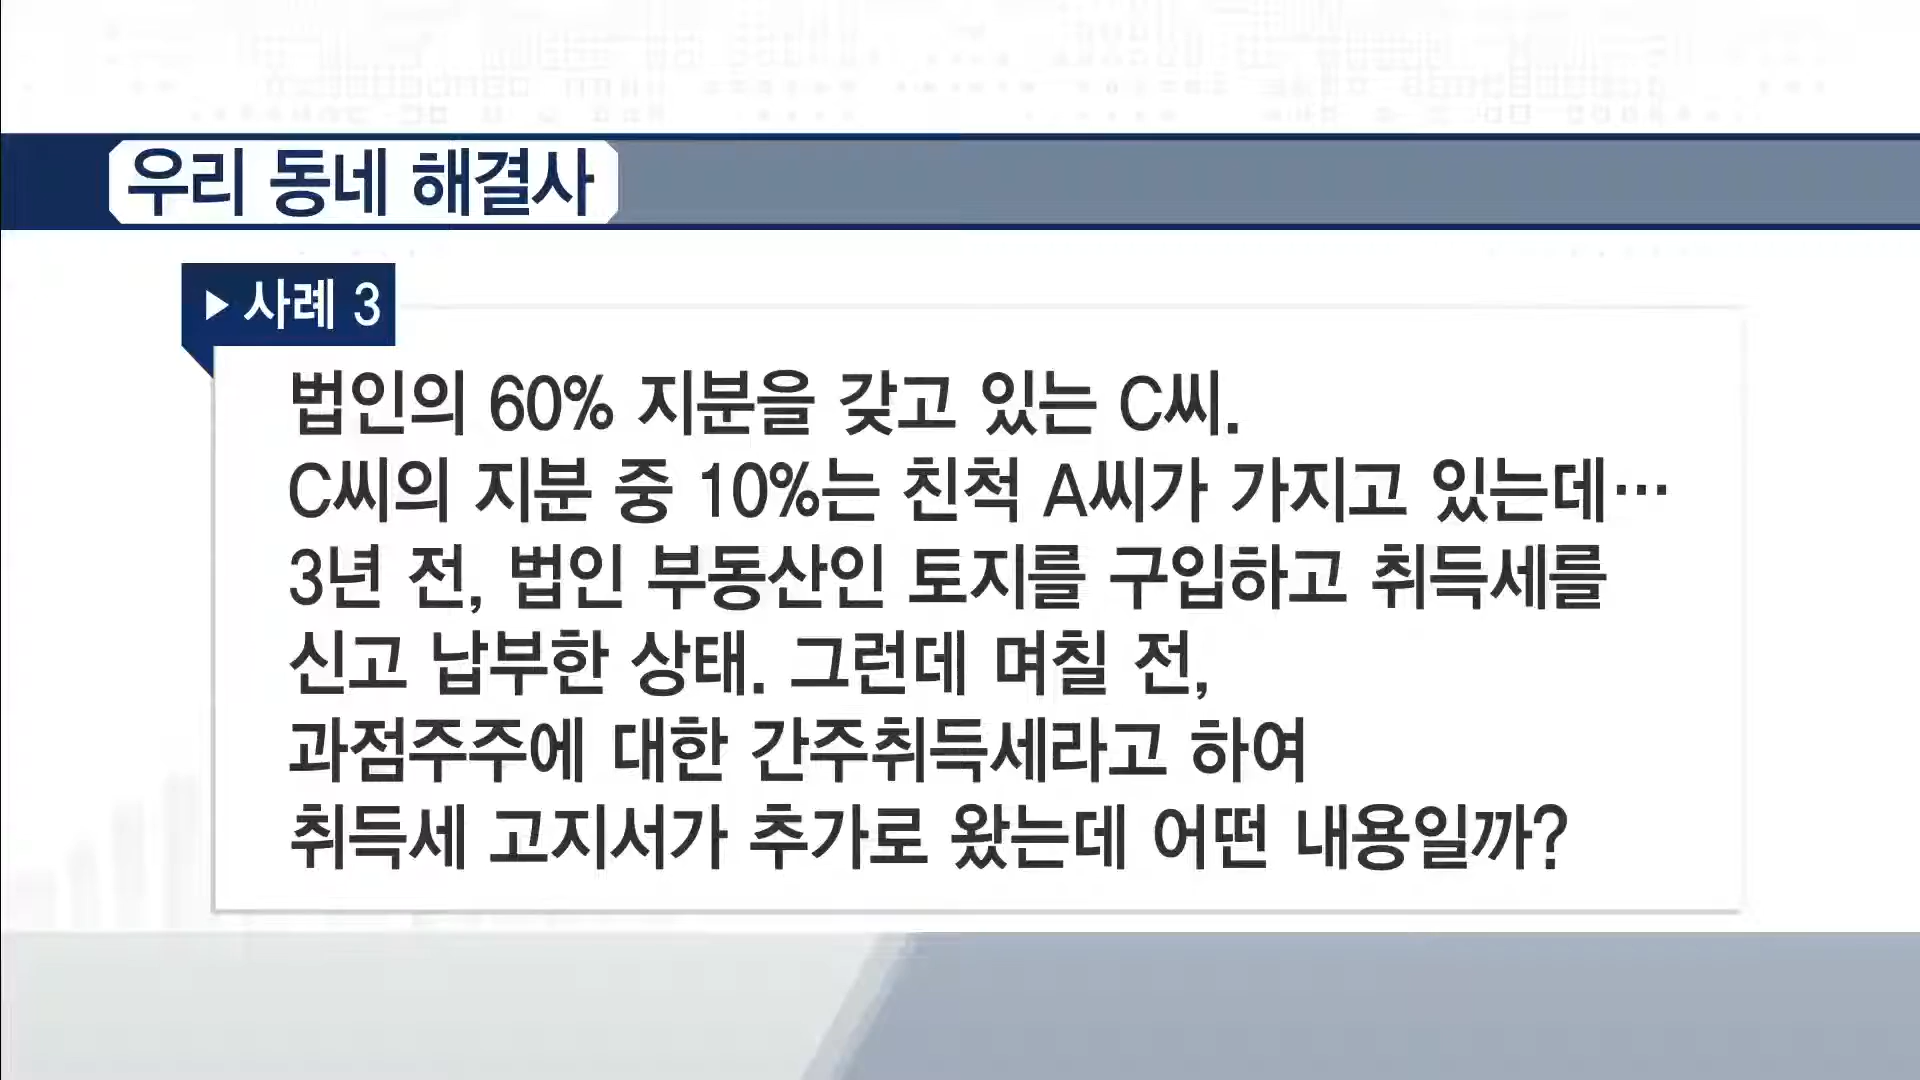 우리 동네 해결사
▶ 사례 3
법인의 60% 지분을 갖고 있는 C씨.
C씨의 지분 중 10%는 친척 A씨가 가지고 있는데…
3년 전, 법인 부동산인 토지를 구입하고 취득세를
신고 납부한 상태. 그런데 며칠 전,
과점주주에 대한 간주취득세라고 하여
취득세 고지서가 추가로 왔는데 어떤 내용일까?